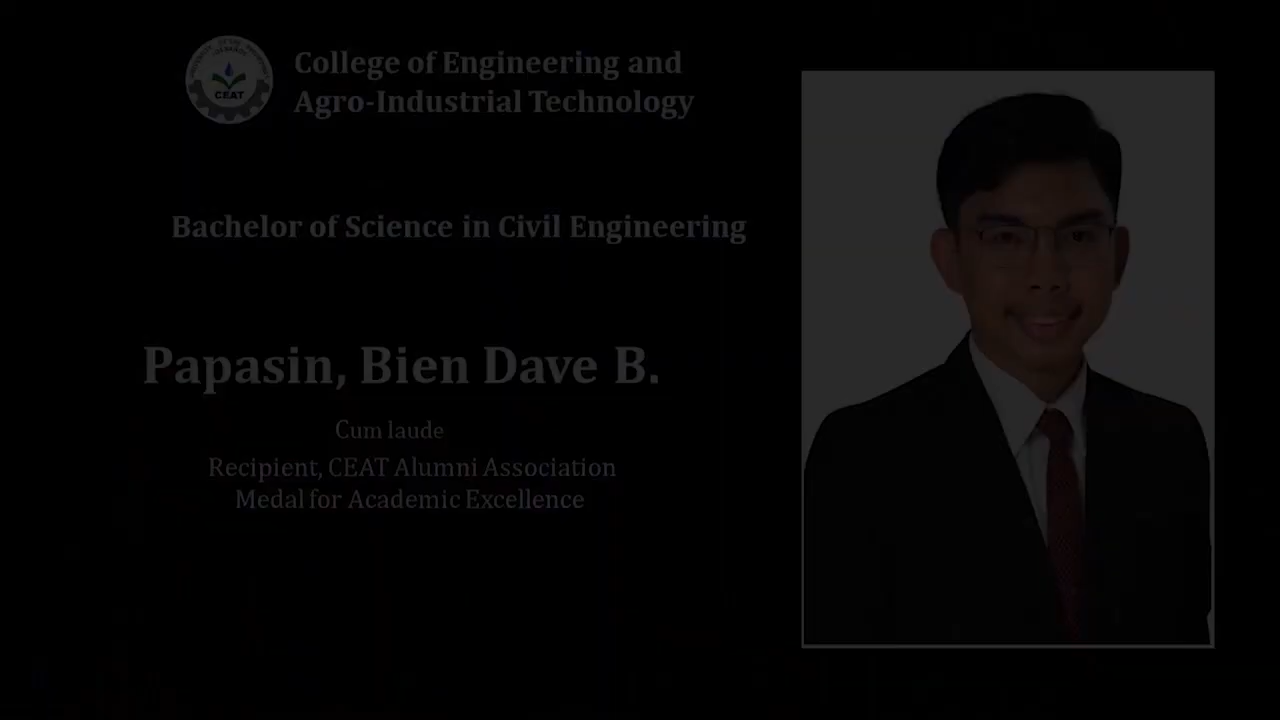 CEAT
College of Engineering and
Agro-Industrial Technology
Bachelor of Science in Civil Engineering
Papasin, Bien Dave B.
Cum laude
Recipient, CEAT Alumni Association
Medal for Academic Excellence